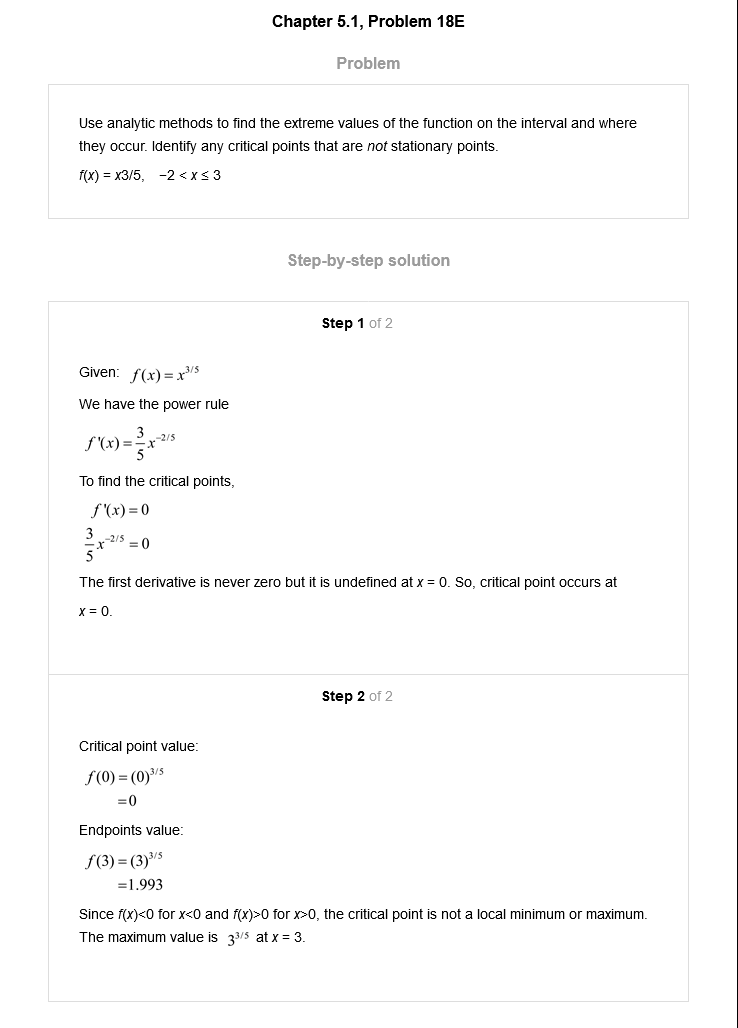 Chapter 5.1, Problem 18E
Problem
Use analytic methods to find the extreme values of the function on the interval and where
they occur. Identify any critical points that are not stationary points.
f(x) = x3/5, −2 < x ≤ 3
Step-by-step solution
Step 1 of 2
Given: f(x) = x^{3/5}
We have the power rule
f'(x) = \frac{3}{5}x^{-2/5}
To find the critical points,
f'(x) = 0
\frac{3}{5}x^{-2/5} = 0
The first derivative is never zero but it is undefined at x = 0. So, critical point occurs at
x = 0.
Step 2 of 2
Critical point value:
f(0) = (0)^{3/5}
=0
Endpoints value:
f(3) = (3)^{3/5}
=1.993
Since f(x)<0 for x<0 and f(x)>0 for x>0, the critical point is not a local minimum or maximum.
The maximum value is 3^{3/5} at x = 3.